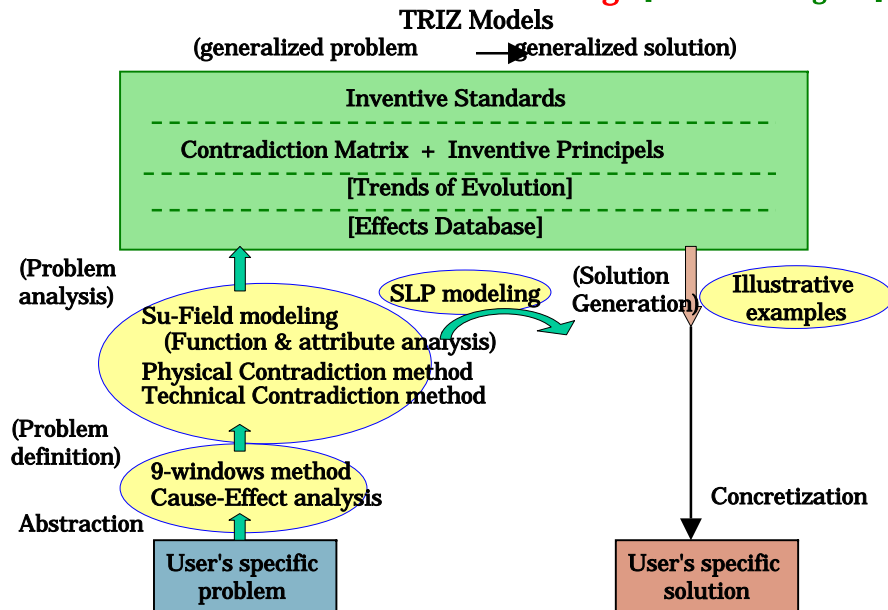 TRIZ Models
(generalized problem generalized solution)
Inventive Standards
Contradiction Matrix + Inventive Principels
[Trends of Evolution]
[Effects Database]
(Problem
analysis)
SLP modeling
(Solution
Generation)
Illustrative
examples
Su-Field modeling
(Function & attribute analysis)
Physical Contradiction method
Technical Contradiction method
(Problem
definition)
9-windows method
Cause-Effect analysis
Abstraction
Concretization
User's specific
problem
User's specific
solution